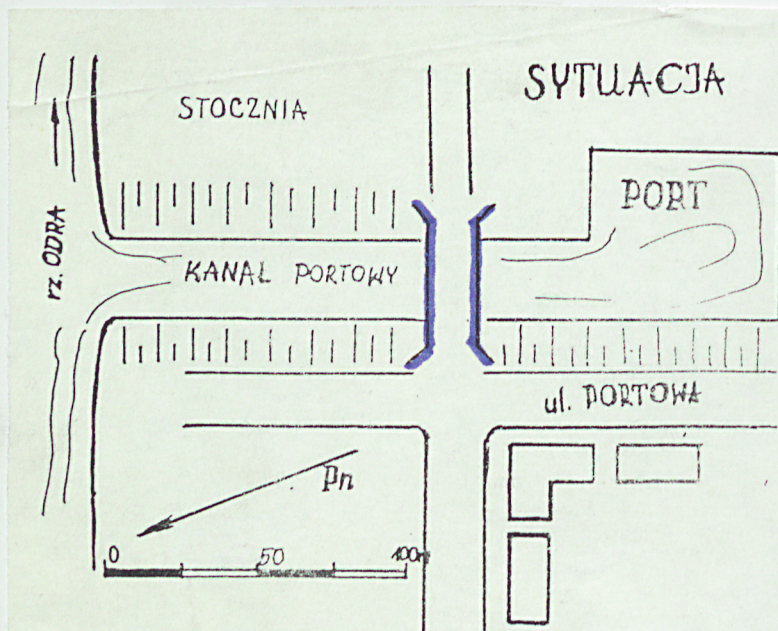 SYTUACJA
STOCZNIA
PORT
rz. ODRA
KANAŁ PORTOWY
ul. PORTOWA
Pn
0 50 100m